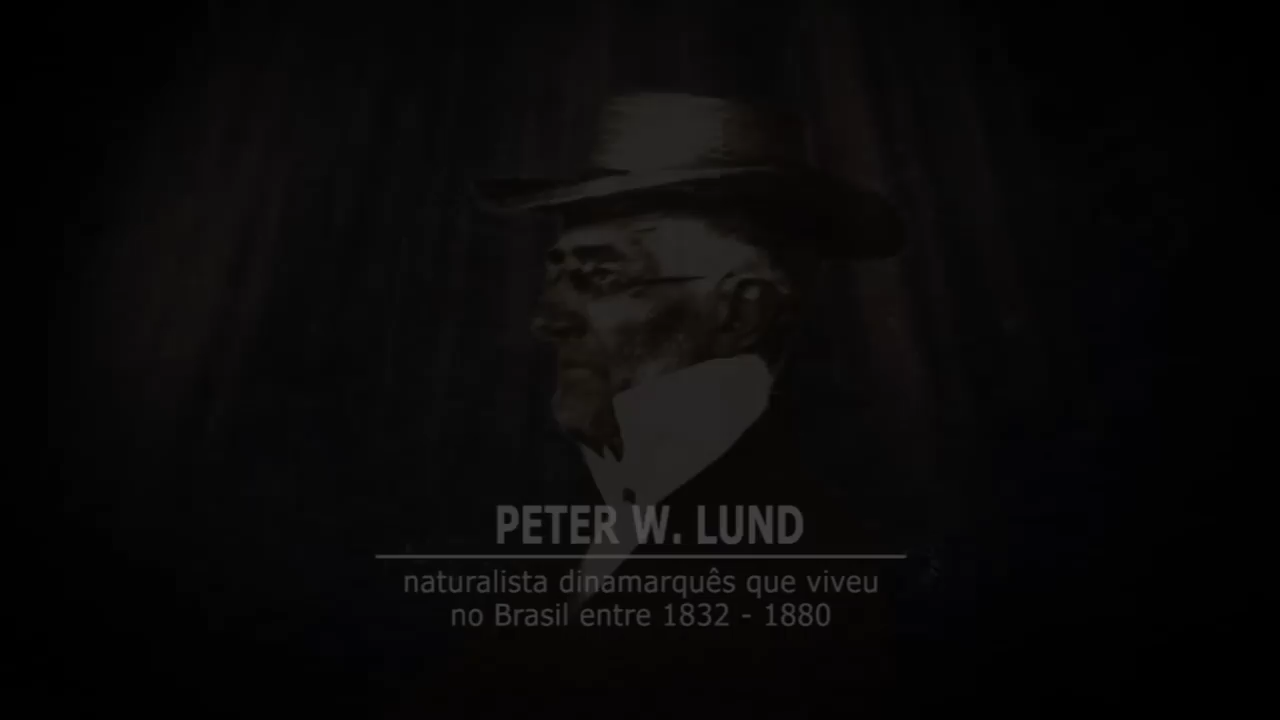 PETER W. LUND
naturalista dinamarquês que viveu
no Brasil entre 1832 - 1880